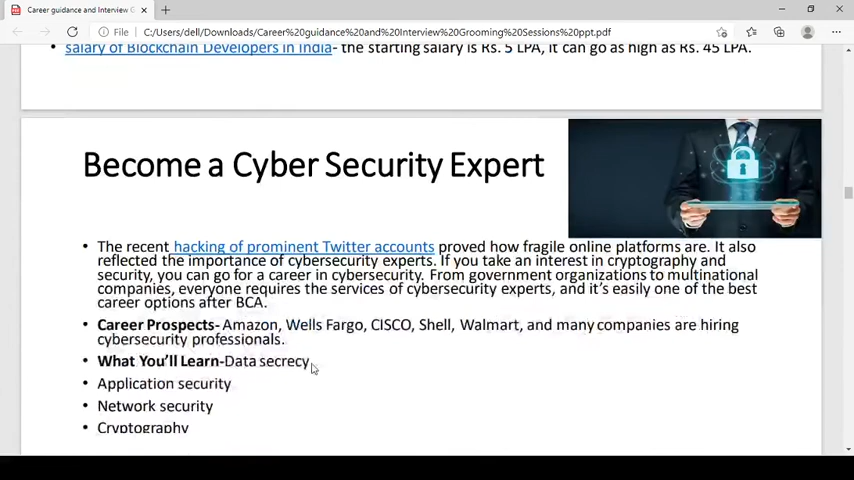 Career guidance and Interview G
File
C:/Users/dell/Downloads/Career%20guidance%20and%20Interview%20Grooming%20Sessions%20ppt.pdf
salary of Blockchain Developers in India- the starting salary is Rs. 5 LPA, it can go as high as Rs. 45 LPA.
Become a Cyber Security Expert
• The recent hacking of prominent Twitter accounts proved how fragile online platforms are. It also
reflected the importance of cybersecurity experts. If you take an interest in cryptography and
security, you can go for a career in cybersecurity. From government organizations to multinational
companies, everyone requires the services of cybersecurity experts, and it's easily one of the best
career options after BCA.
• Career Prospects- Amazon, Wells Fargo, CISCO, Shell, Walmart, and many companies are hiring
cybersecurity professionals.
• What You'll Learn-Data secrecy
• Application security
• Network security
• Cryptography